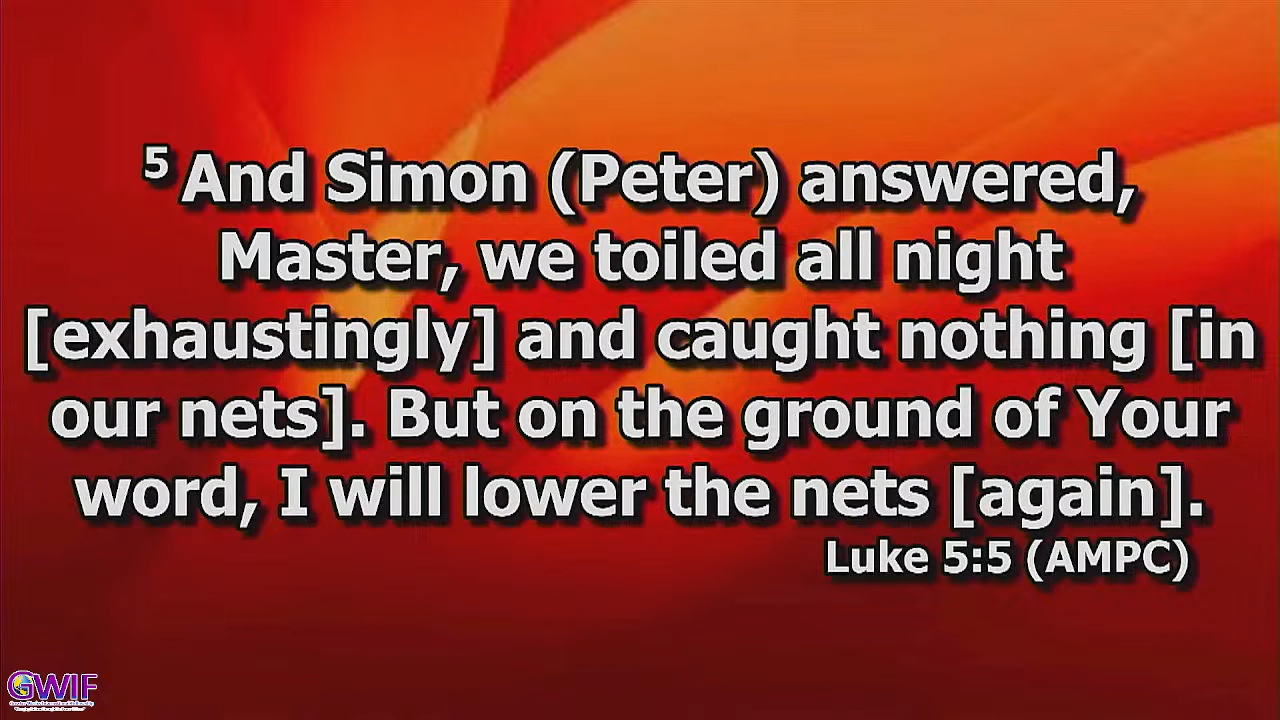 5 And Simon (Peter) answered,
Master, we toiled all night
[exhaustingly] and caught nothing [in
our nets]. But on the ground of Your
word, I will lower the nets [again].
Luke 5:5 (AMPC)
GWIF